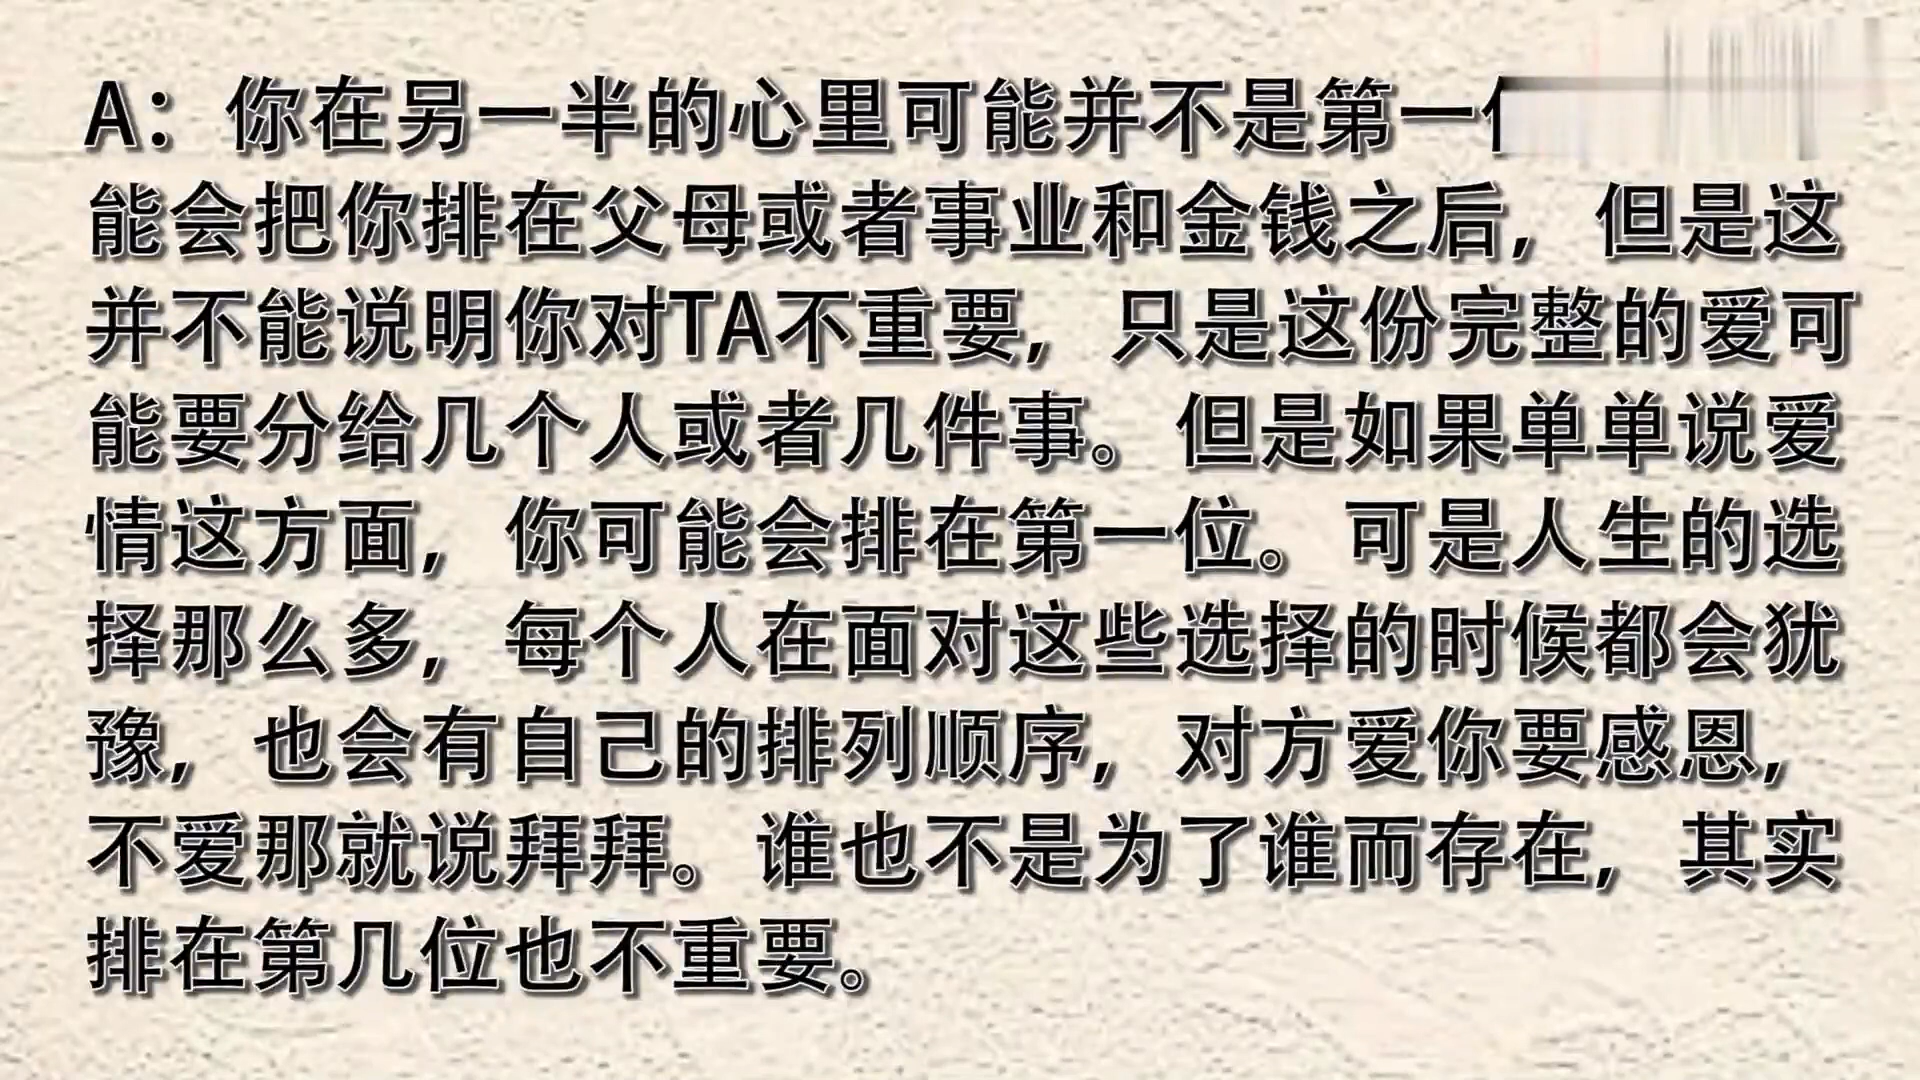 A：你在另一半的心里可能并不是第一
能会把你排在父母或者事业和金钱之后，但是这
并不能说明你对TA不重要，只是这份完整的爱可
能要分给几个人或者几件事。但是如果单单说爱
情这方面，你可能会排在第一位。可是人生的选
择那么多，每个人在面对这些选择的时候都会犹
豫，也会有自己的排列顺序，对方爱你要感恩，
不爱那就说拜拜。谁也不是为了谁而存在，其实
排在第几位也不重要。